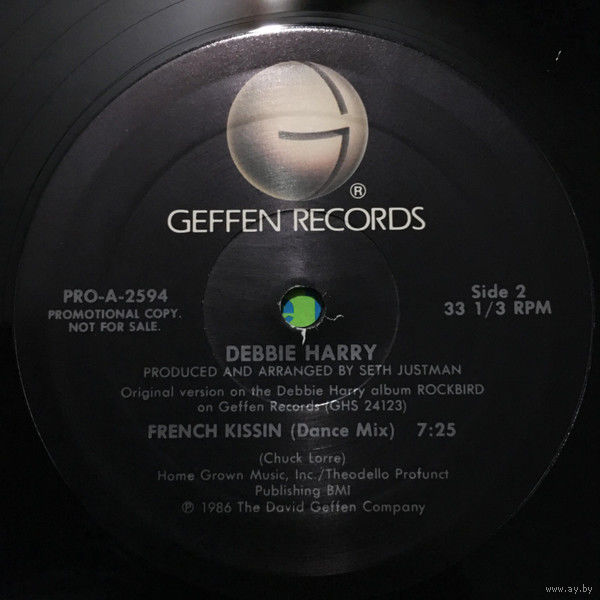 ®
GEFFEN RECORDS
PRO-A-2594
PROMOTIONAL COPY.
NOT FOR SALE.
Side 2
33 1/3 RPM
DEBBIE HARRY
PRODUCED AND ARRANGED BY SETH JUSTMAN
Original version on the Debbie Harry album ROCKBIRD
on Geffen Records (GHS 24123)
FRENCH KISSIN (Dance Mix) 7:25
(Chuck Lorre)
Home Grown Music, Inc./Theodello Profunct
Publishing BMI
℗ 1986 The David Geffen Company
www.ay.by